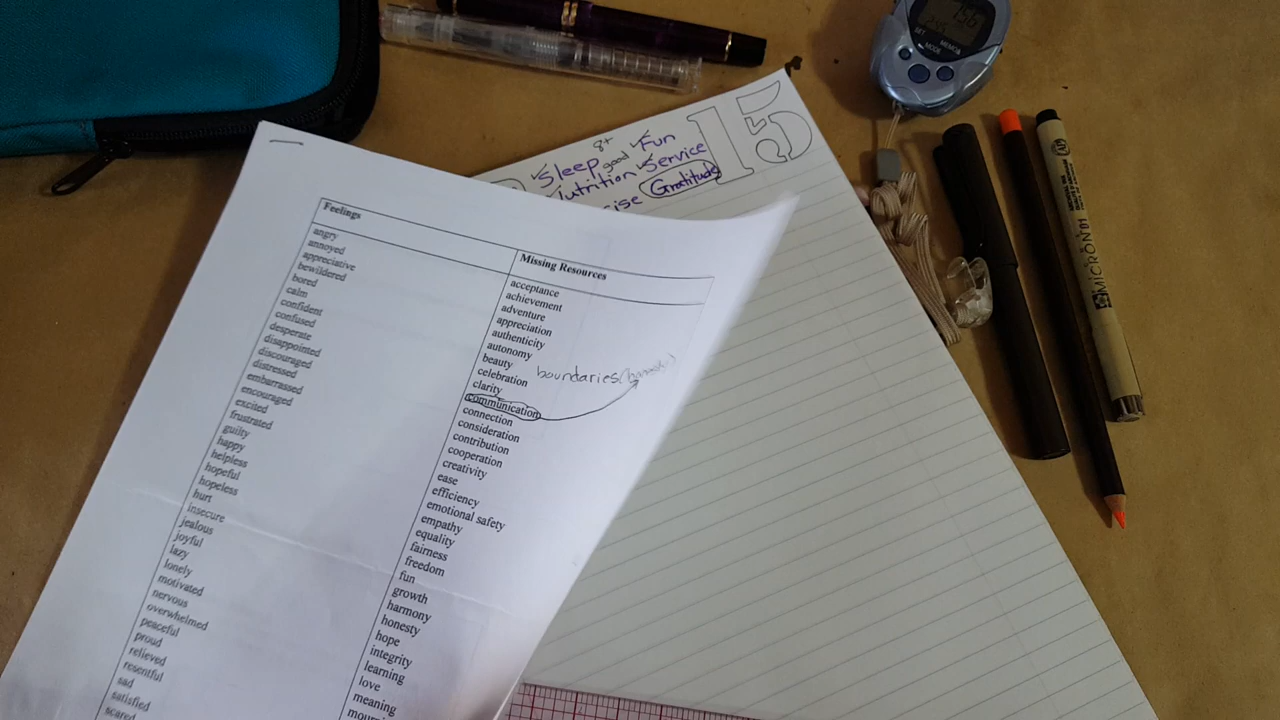 SET
MODE
MEMO
8+
✓Sleep good ✓Fun
✓Service
Gratitude
15
MICRON 01
Feelings
angry
annoyed
appreciative
bewildered
bored
calm
confident
confused
desperate
disappointed
discouraged
distressed
embarrassed
encouraged
excited
frustrated
guilty
happy
helpless
hopeful
hopeless
hurt
insecure
jealous
joyful
lazy
lonely
motivated
nervous
overwhelmed
peaceful
proud
relieved
resentful
sad
satisfied
scared
Missing Resources
acceptance
achievement
adventure
appreciation
authenticity
autonomy
beauty
celebration
boundaries
clarity
communication
connection
consideration
contribution
cooperation
creativity
ease
efficiency
emotional safety
empathy
equality
fairness
freedom
fun
growth
harmony
honesty
hope
integrity
learning
love
meaning